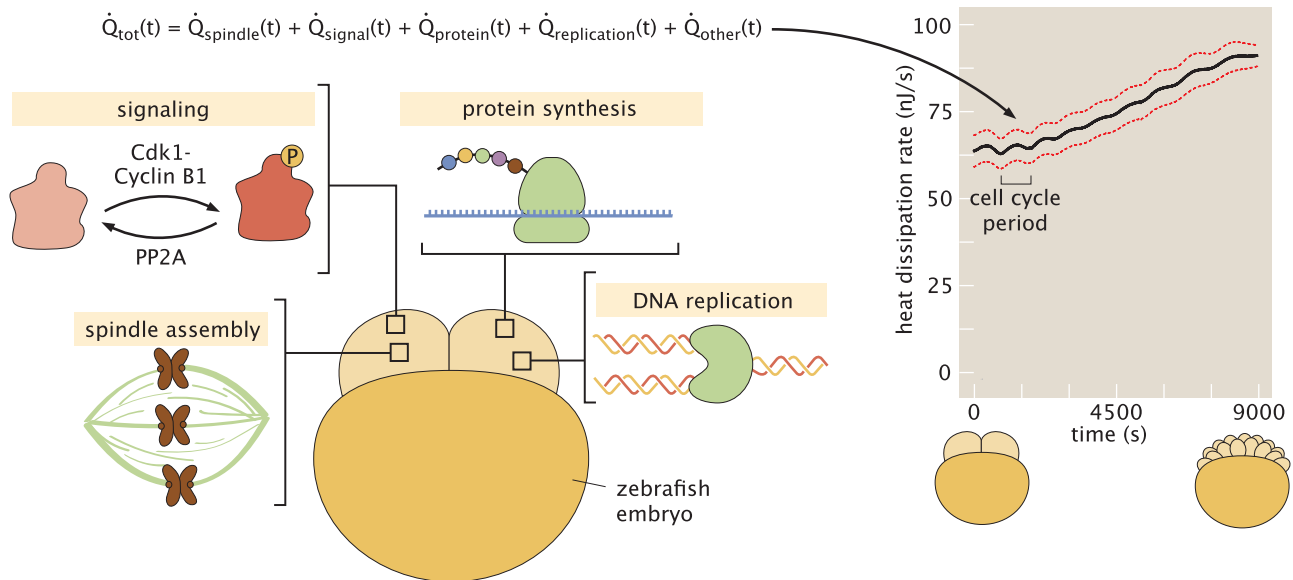 Q̇tot(t) = Q̇spindle(t) + Q̇signal(t) + Q̇protein(t) + Q̇replication(t) + Q̇other(t)
signaling
Cdk1-
Cyclin B1
P
PP2A
protein synthesis
DNA replication
spindle assembly
zebrafish
embryo
heat dissipation rate (nJ/s)
100
75
50
25
0
cell cycle
period
0 4500 9000
time (s)